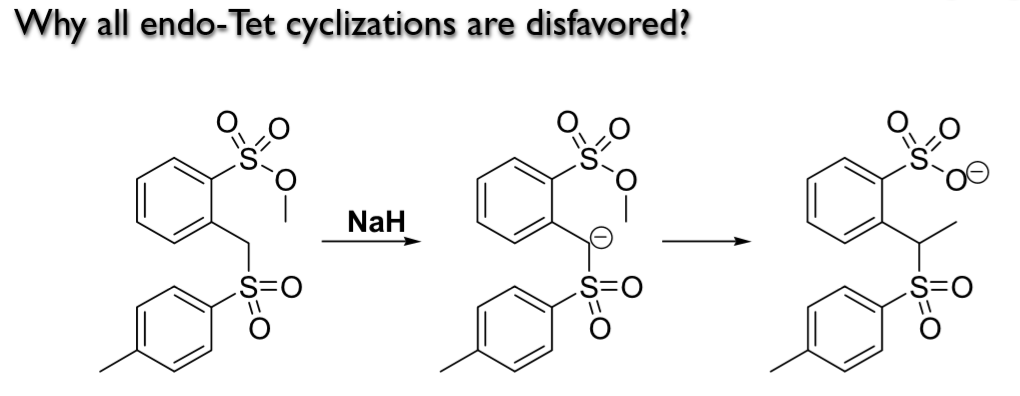 Why all endo-Tet cyclizations are disfavored?
O O O O O O
S S S
O O O⊖
NaH
⊖
S=O S=O S=O
O O O